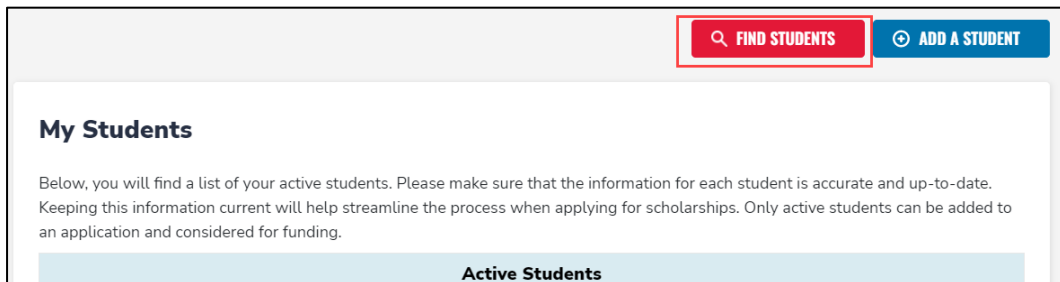 FIND STUDENTS
ADD A STUDENT
My Students
Below, you will find a list of your active students. Please make sure that the information for each student is accurate and up-to-date.
Keeping this information current will help streamline the process when applying for scholarships. Only active students can be added to
an application and considered for funding.
Active Students